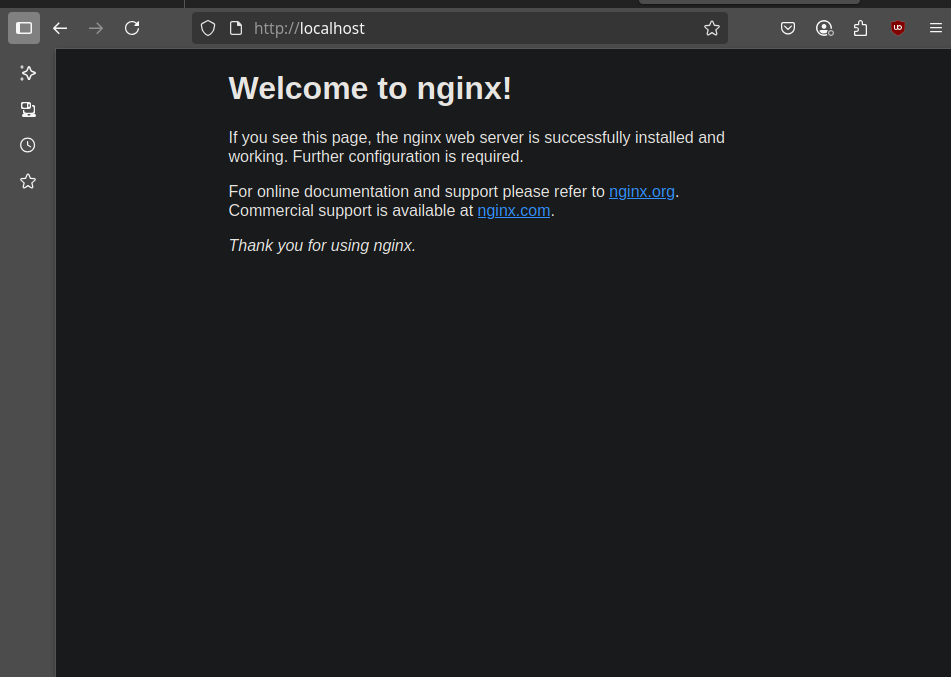 http://localhost
Welcome to nginx!
If you see this page, the nginx web server is successfully installed and
working. Further configuration is required.
For online documentation and support please refer to nginx.org.
Commercial support is available at nginx.com.
Thank you for using nginx.